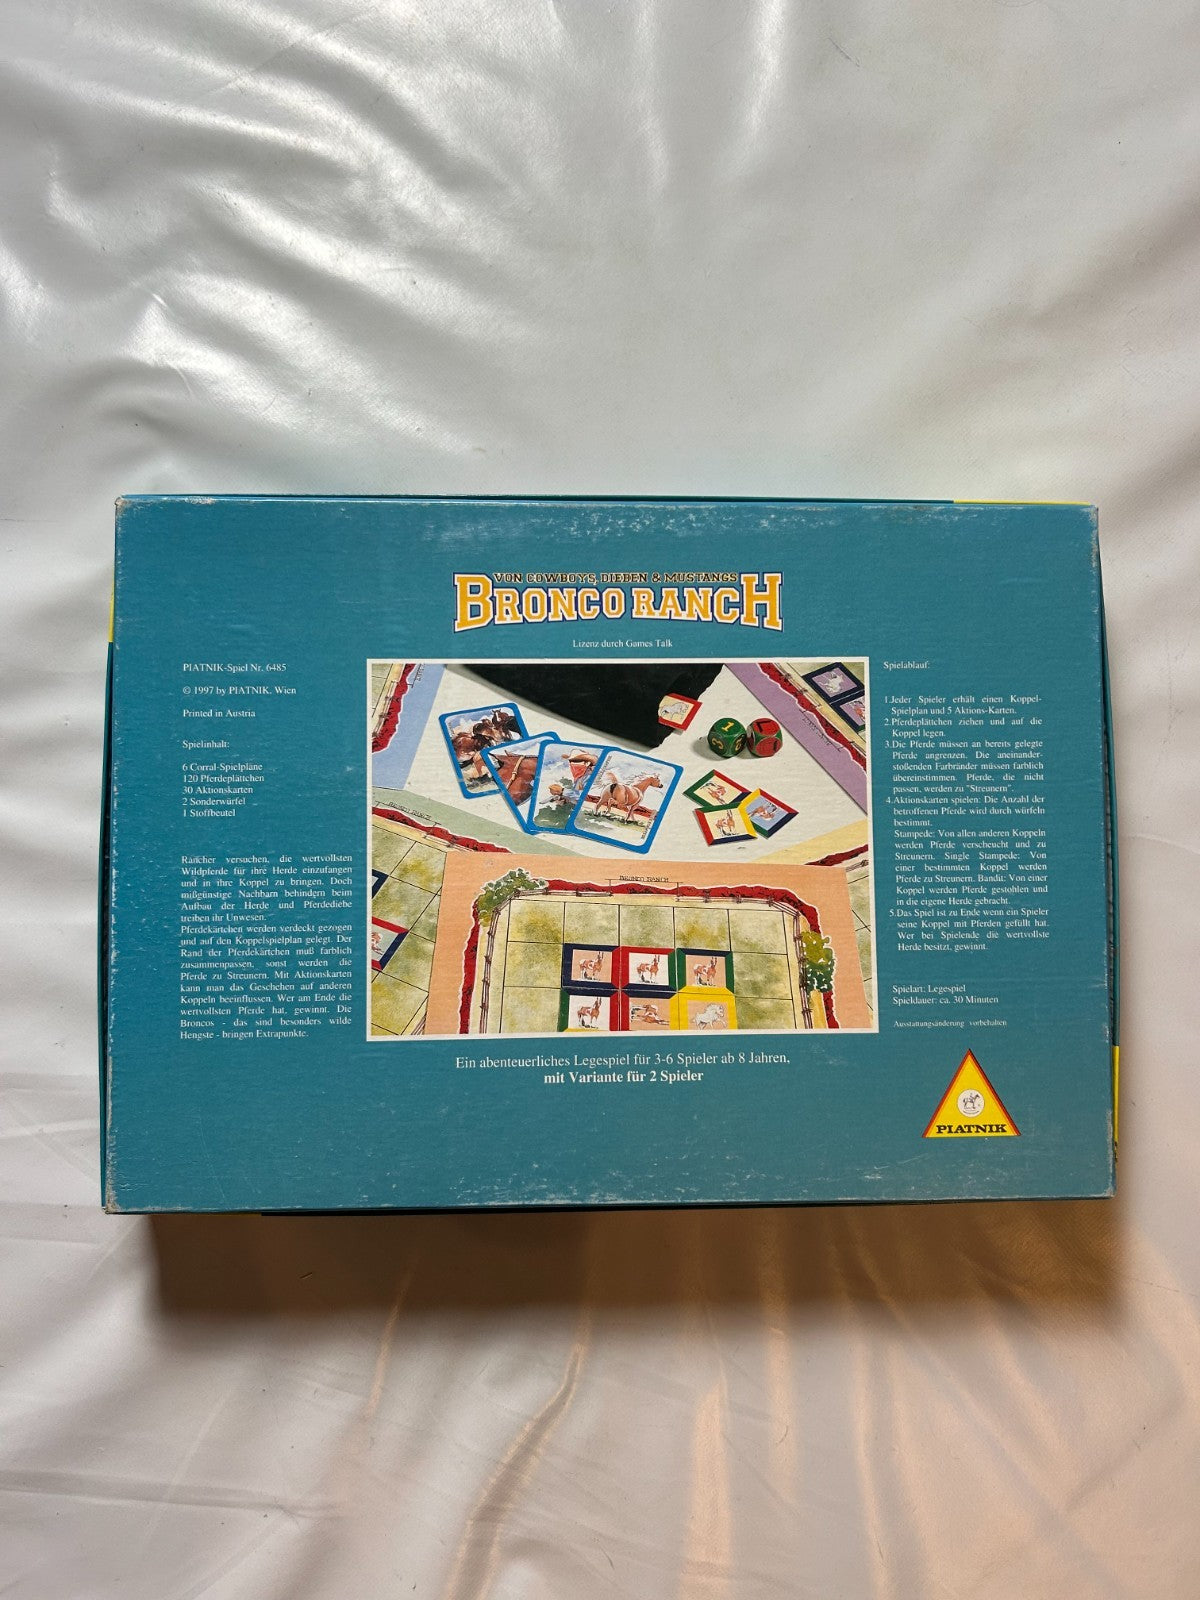 VON COWBOYS, DIEBEN & MUSTANGS
BRONCO RANCH
Lizenz durch Games Talk
PIATNIK-Spiel Nr. 6485
© 1997 by PIATNIK, Wien
Printed in Austria
Spielinhalt:
6 Corral-Spielpläne
120 Pferdeplättchen
30 Aktionskarten
2 Sonderwürfel
1 Stoffbeutel
Rancher versuchen, die wertvollsten
Wildpferde für ihre Herde einzufangen
und in ihre Koppel zu bringen. Doch
mißgünstige Nachbarn behindern beim
Aufbau der Herde und Pferdediebe
treiben ihr Unwesen.
Pferdekärtchen werden verdeckt gezogen
und auf den Koppelspielplan gelegt. Der
Rand der Pferdekärtchen muß farblich
zusammenpassen, sonst werden die
Pferde zu Streunern. Mit Aktionskarten
kann man das Geschehen auf anderen
Koppeln beeinflussen. Wer am Ende die
wertvollsten Pferde hat, gewinnt. Die
Broncos - das sind besonders wilde
Hengste - bringen Extrapunkte.
BRONCO RANCH
BRONCO RANCH
Ein abenteuerliches Legespiel für 3-6 Spieler ab 8 Jahren,
mit Variante für 2 Spieler
Spielablauf:
1.Jeder Spieler erhält einen Koppel-
Spielplan und 5 Aktions-Karten.
2.Pferdeplättchen ziehen und auf die
Koppel legen.
3.Die Pferde müssen an bereits gelegte
Pferde angrenzen. Die aneinander-
stoßenden Farbränder müssen farblich
übereinstimmen. Pferde, die nicht
passen, werden zu "Streunern".
4.Aktionskarten spielen: Die Anzahl der
betroffenen Pferde wird durch würfeln
bestimmt.
Stampede: Von allen anderen Koppeln
werden Pferde verscheucht und zu
Streunern. Single Stampede: Von
einer bestimmten Koppel werden
Pferde zu Streunern. Bandit: Von einer
Koppel werden Pferde gestohlen und
in die eigene Herde gebracht.
5.Das Spiel ist zu Ende wenn ein Spieler
seine Koppel mit Pferden gefüllt hat.
Wer bei Spielende die wertvollste
Herde besitzt, gewinnt.
Spielart: Legespiel
Spieldauer: ca. 30 Minuten
Ausstattungsänderung vorbehalten
PIATNIK